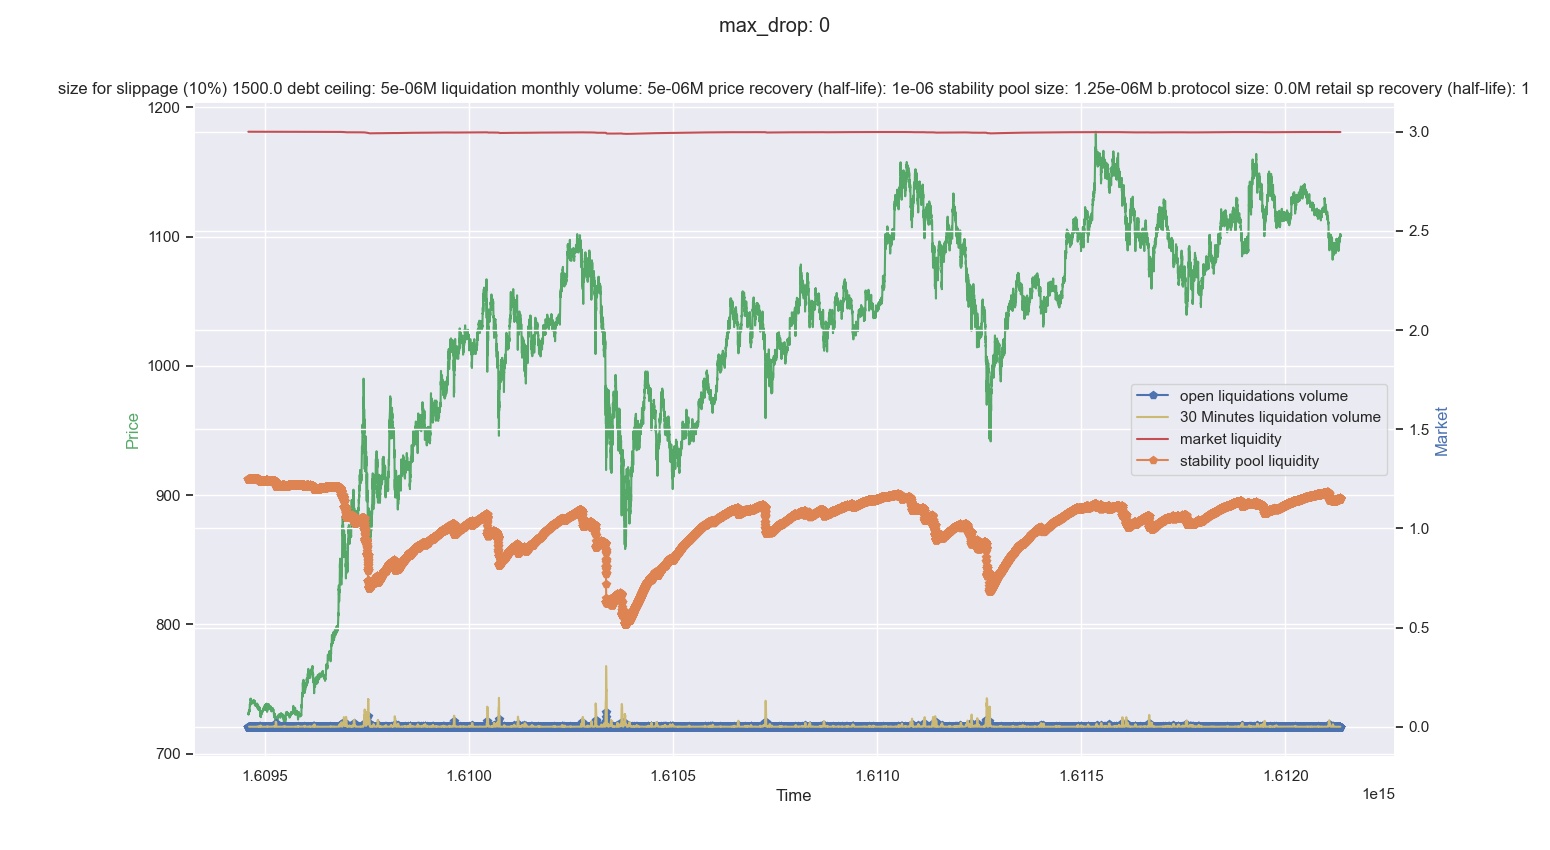 max_drop: 0
size for slippage (10%) 1500.0 debt ceiling: 5e-06M liquidation monthly volume: 5e-06M price recovery (half-life): 1e-06 stability pool size: 1.25e-06M b.protocol size: 0.0M retail sp recovery (half-life): 1
1200
1100
1000
900
800
700
Price
3.0
2.5
2.0
1.5
1.0
0.5
0.0
Market
open liquidations volume
30 Minutes liquidation volume
market liquidity
stability pool liquidity
1.6095 1.6100 1.6105 1.6110 1.6115 1.6120
Time
1e15